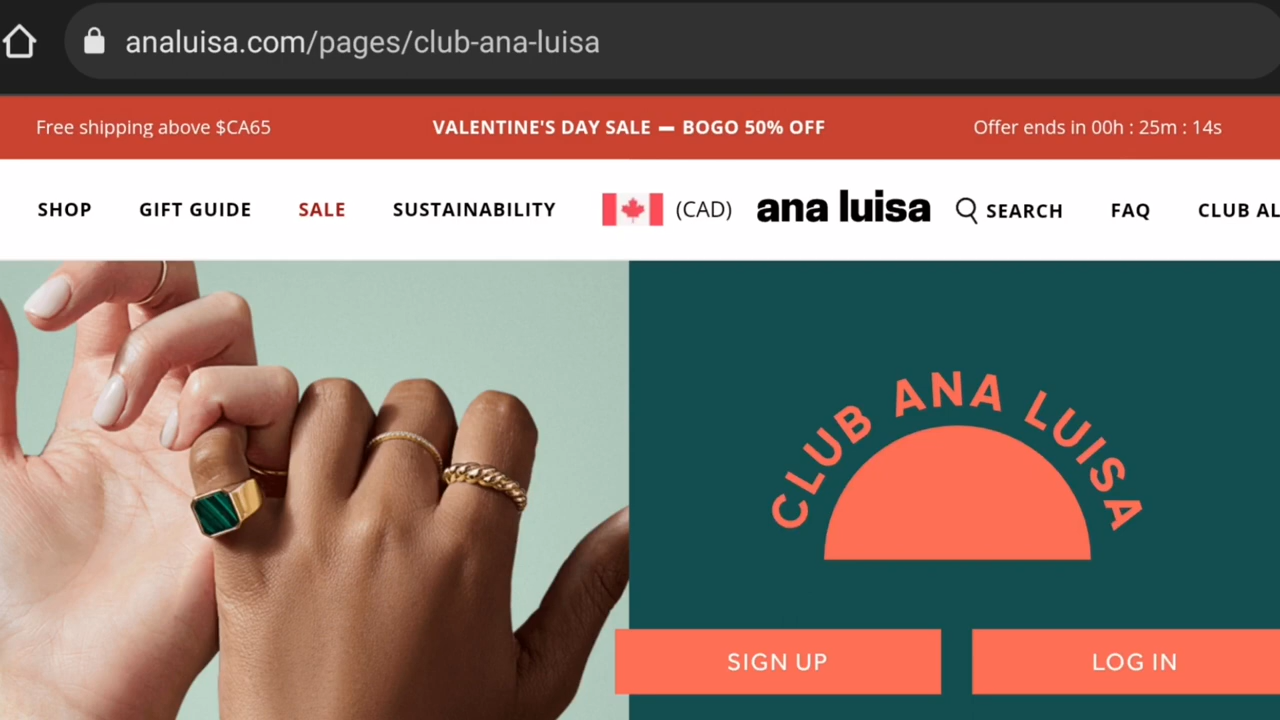 analuisa.com/pages/club-ana-luisa
Free shipping above $CA65
VALENTINE'S DAY SALE — BOGO 50% OFF
Offer ends in 00h : 25m : 14s
SHOP GIFT GUIDE SALE SUSTAINABILITY (CAD) ana luisa SEARCH FAQ CLUB AL
CLUB ANA LUISA
SIGN UP LOG IN